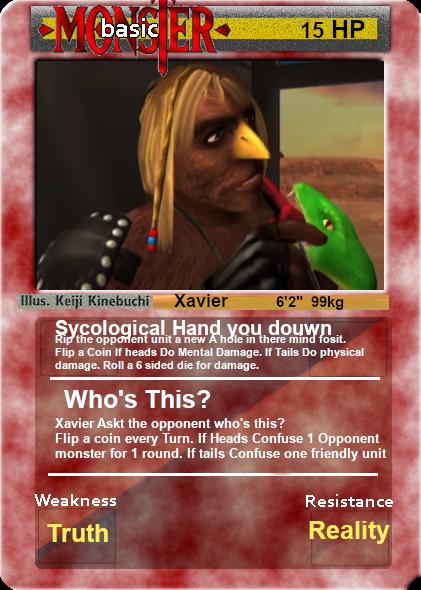 MONSTER
basic
15 HP
Illus. Keiji Kinebuchi
Xavier
6'2" 99kg
Sycological Hand you douwn
Rip the opponent unit a new A hole in there mind fosit.
Flip a Coin If heads Do Mental Damage. If Tails Do physical
damage. Roll a 6 sided die for damage.
Who's This?
Xavier Askt the opponent who's this?
Flip a coin every Turn. If Heads Confuse 1 Opponent
monster for 1 round. If tails Confuse one friendly unit
Weakness
Resistance
Truth
Reality